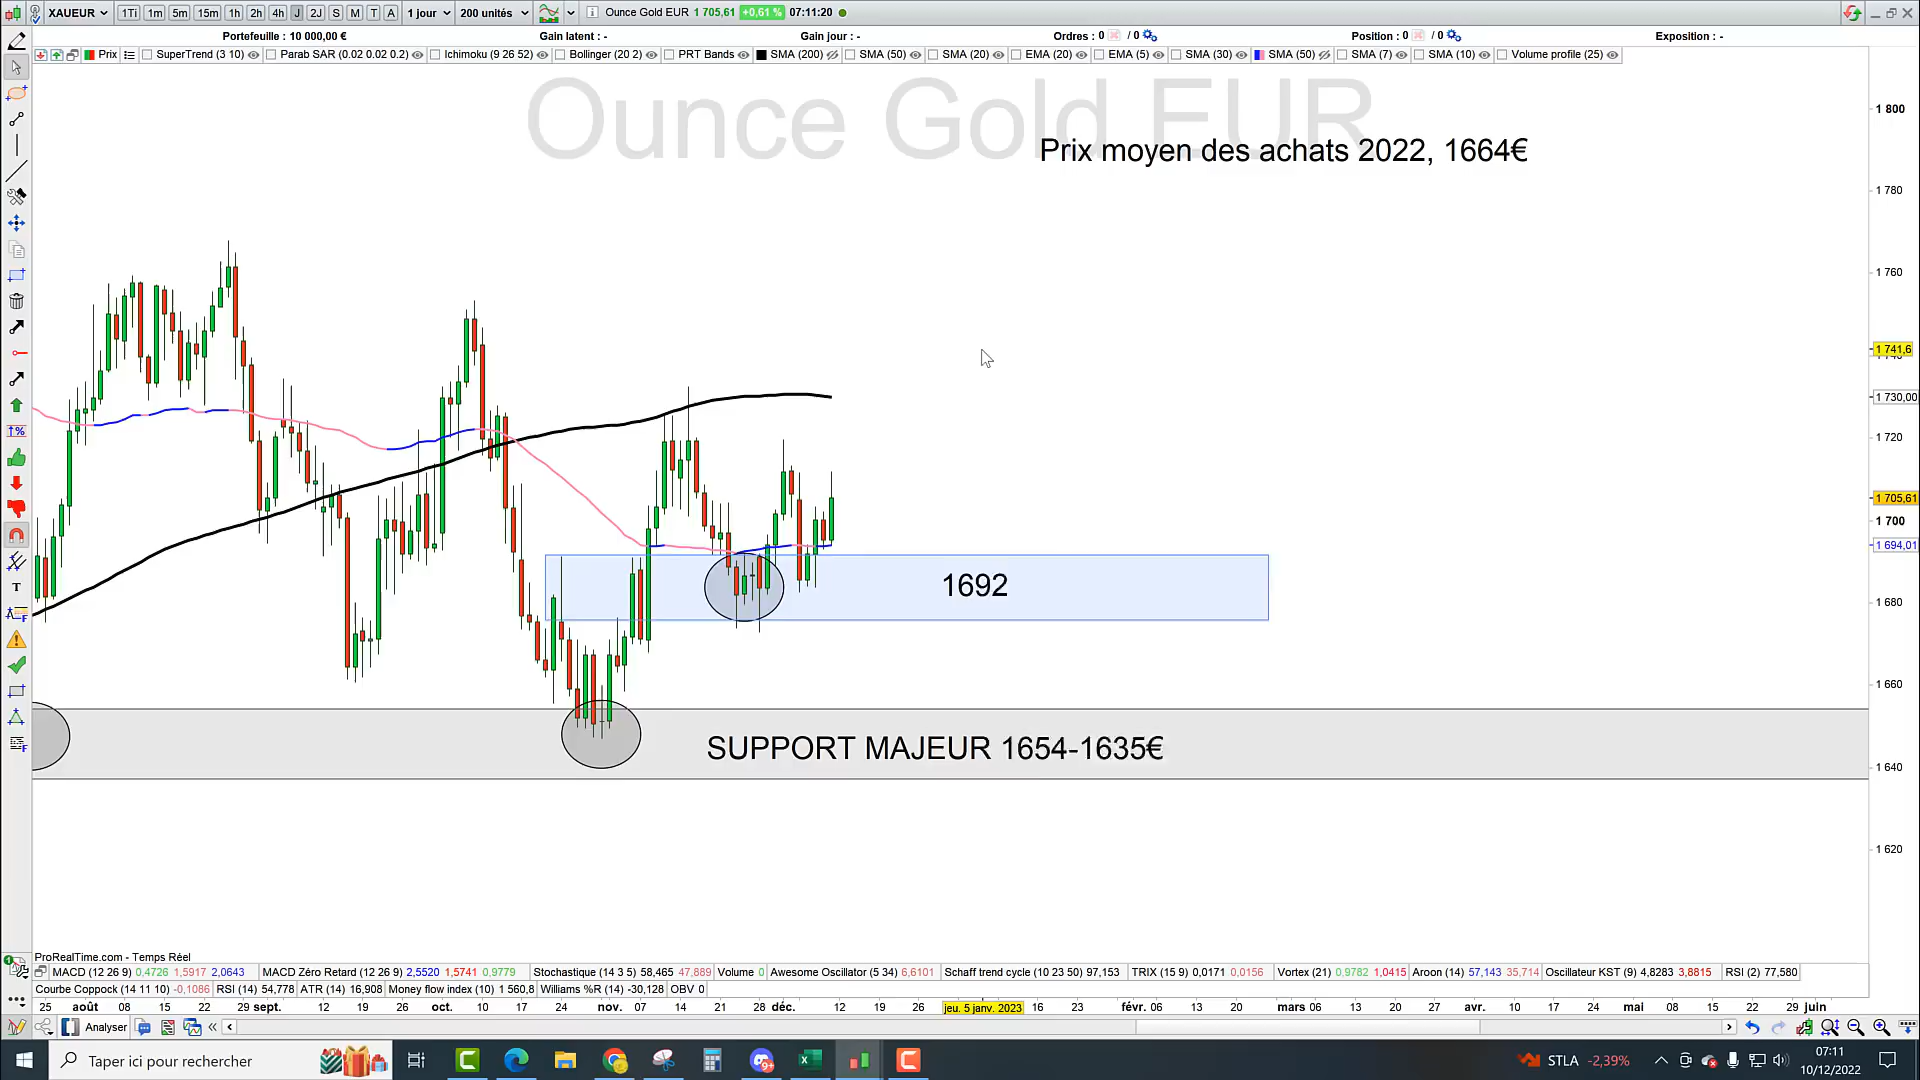 XAUEUR 1Ti 1m 5m 15m 1h 2h 4h J 2J S M T A 1 jour 200 unités Ounce Gold EUR 1 705,61 +0,61 % 07:11:20
Portefeuille : 10 000,00 € Gain latent : - Gain jour : - Ordres : 0 / 0 Position : 0 / 0 Exposition : -
Prix SuperTrend (3 10) Parab SAR (0.02 0.02 0.2) Ichimoku (9 26 52) Bollinger (20 2) PRT Bands SMA (200) SMA (50) SMA (20) EMA (20) EMA (5) SMA (30) SMA (50) SMA (7) SMA (10) Volume profile (25)
Ounce Gold EUR
Prix moyen des achats 2022, 1664€
1 800
1 780
1 760
1 741,6
1 730,00
1 720
1 705,61
1 700
1 694,01
1 680
1 660
1 640
1 620
1692
SUPPORT MAJEUR 1654-1635€
ProRealTime.com - Temps Réel
MACD (12 26 9) 0,4726 1,5917 2,0643 MACD Zéro Retard (12 26 9) 2,5520 1,5741 0,9779 Stochastique (14 3 5) 58,465 47,889 Volume 0 Awesome Oscillator (5 34) 6,6101 Schaff trend cycle (10 23 50) 97,153 TRIX (15 9) 0,0171 0,0156 Vortex (21) 0,9782 1,0415 Aroon (14) 57,143 35,714 Oscillateur KST (9) 4,8283 3,8815 RSI (2) 77,580
Courbe Coppock (14 11 10) -0,1086 RSI (14) 54,778 ATR (14) 16,908 Money flow index (10) 1 560,8 Williams %R (14) -30,128 OBV 0
25 août 08 15 22 29 sept. 12 19 26 oct. 10 17 24 nov. 07 14 21 28 déc. 12 19 26 jeu. 5 janv. 2023 16 23 févr. 06 13 20 mars 06 13 20 27 avr. 10 17 24 mai 08 15 22 29 juin
Analyser
Taper ici pour rechercher
STLA -2,39%
07:11
10/12/2022